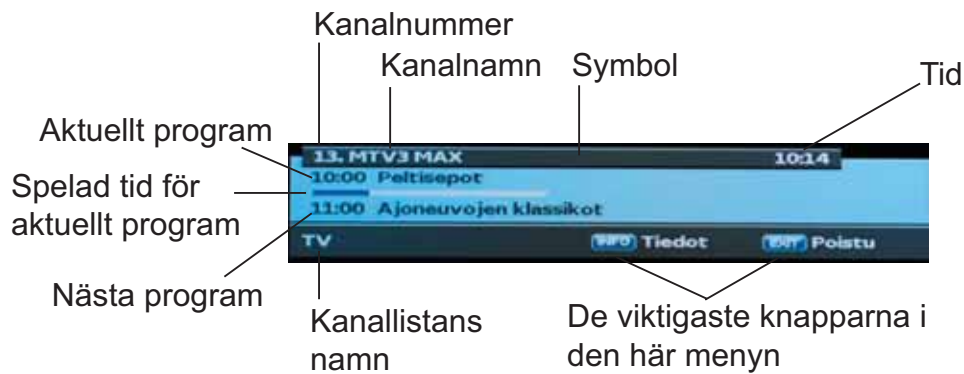 Kanalnummer
Kanalnamn Symbol
Tid
Aktuellt program
13. MTV3 MAX 10:14
10:00 Peltisepot
Spelad tid för
aktuellt program
11:00 Ajoneuvojen klassikot
TV INFO Tiedot EXIT Poistu
Nästa program
Kanallistans
namn
De viktigaste knapparna i
den här menyn